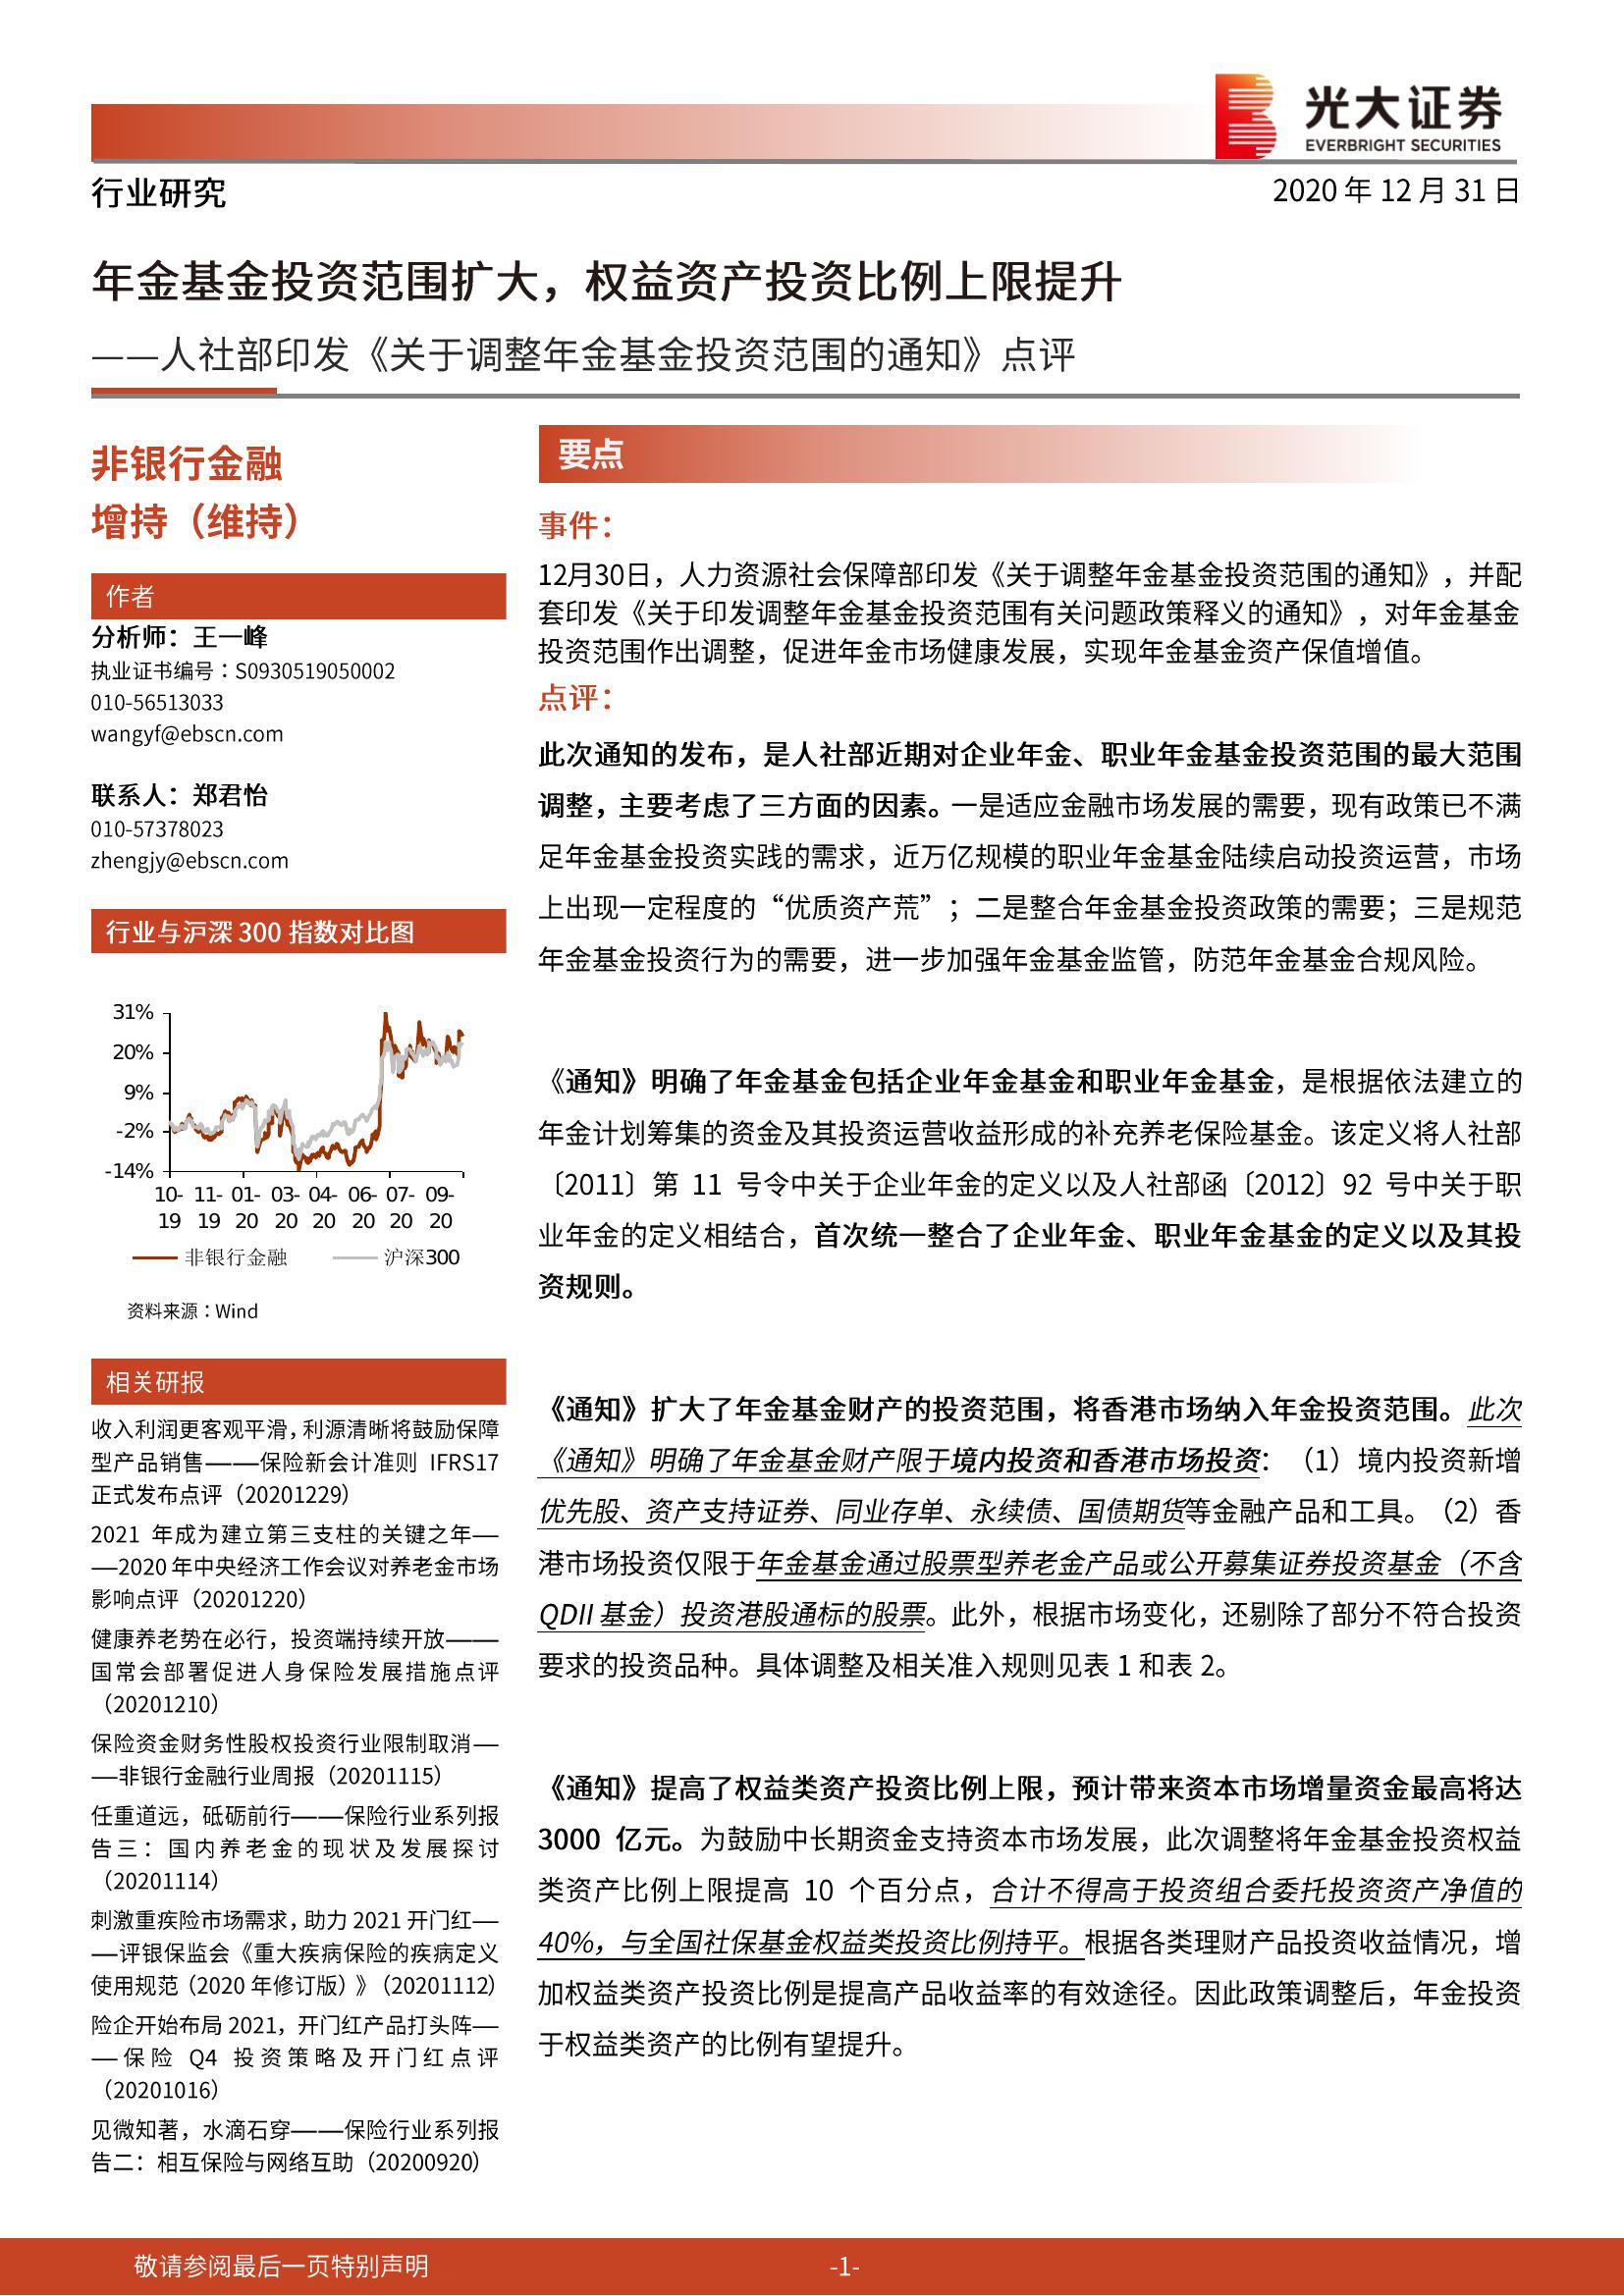 光大证券
EVERBRIGHT SECURITIES
行业研究
2020 年 12 月 31 日
年金基金投资范围扩大，权益资产投资比例上限提升
——人社部印发《关于调整年金基金投资范围的通知》点评
非银行金融
增持（维持）
作者
分析师：王一峰
执业证书编号：S0930519050002
010-56513033
wangyf@ebscn.com
联系人：郑君怡
010-57378023
zhengjy@ebscn.com
行业与沪深 300 指数对比图
31%
20%
9%
-2%
-14%
10- 11- 01- 03- 04- 06- 07- 09-
19 19 20 20 20 20 20 20
非银行金融 沪深300
资料来源：Wind
相关研报
收入利润更客观平滑，利源清晰将鼓励保障
型产品销售——保险新会计准则 IFRS17
正式发布点评（20201229）
2021 年成为建立第三支柱的关键之年—
—2020 年中央经济工作会议对养老金市场
影响点评（20201220）
健康养老势在必行，投资端持续开放——
国常会部署促进人身保险发展措施点评
（20201210）
保险资金财务性股权投资行业限制取消—
—非银行金融行业周报（20201115）
任重道远，砥砺前行——保险行业系列报
告三：国内养老金的现状及发展探讨
（20201114）
刺激重疾险市场需求，助力 2021 开门红—
—评银保监会《重大疾病保险的疾病定义
使用规范（2020 年修订版）》（20201112）
险企开始布局 2021，开门红产品打头阵—
—保险 Q4 投资策略及开门红点评
（20201016）
见微知著，水滴石穿——保险行业系列报
告二：相互保险与网络互助（20200920）
要点
事件：
12月30日，人力资源社会保障部印发《关于调整年金基金投资范围的通知》，并配
套印发《关于印发调整年金基金投资范围有关问题政策释义的通知》，对年金基金
投资范围作出调整，促进年金市场健康发展，实现年金基金资产保值增值。
点评：
此次通知的发布，是人社部近期对企业年金、职业年金基金投资范围的最大范围
调整，主要考虑了三方面的因素。一是适应金融市场发展的需要，现有政策已不满
足年金基金投资实践的需求，近万亿规模的职业年金基金陆续启动投资运营，市场
上出现一定程度的“优质资产荒”；二是整合年金基金投资政策的需要；三是规范
年金基金投资行为的需要，进一步加强年金基金监管，防范年金基金合规风险。
《通知》明确了年金基金包括企业年金基金和职业年金基金，是根据依法建立的
年金计划筹集的资金及其投资运营收益形成的补充养老保险基金。该定义将人社部
〔2011〕第 11 号令中关于企业年金的定义以及人社部函〔2012〕92 号中关于职
业年金的定义相结合，首次统一整合了企业年金、职业年金基金的定义以及其投
资规则。
《通知》扩大了年金基金财产的投资范围，将香港市场纳入年金投资范围。此次
《通知》明确了年金基金财产限于境内投资和香港市场投资：（1）境内投资新增
优先股、资产支持证券、同业存单、永续债、国债期货等金融产品和工具。（2）香
港市场投资仅限于年金基金通过股票型养老金产品或公开募集证券投资基金（不含
QDII 基金）投资港股通标的股票。此外，根据市场变化，还剔除了部分不符合投资
要求的投资品种。具体调整及相关准入规则见表 1 和表 2。
《通知》提高了权益类资产投资比例上限，预计带来资本市场增量资金最高将达
3000 亿元。为鼓励中长期资金支持资本市场发展，此次调整将年金基金投资权益
类资产比例上限提高 10 个百分点，合计不得高于投资组合委托投资资产净值的
40%，与全国社保基金权益类投资比例持平。根据各类理财产品投资收益情况，增
加权益类资产投资比例是提高产品收益率的有效途径。因此政策调整后，年金投资
于权益类资产的比例有望提升。
敬请参阅最后一页特别声明
-1-